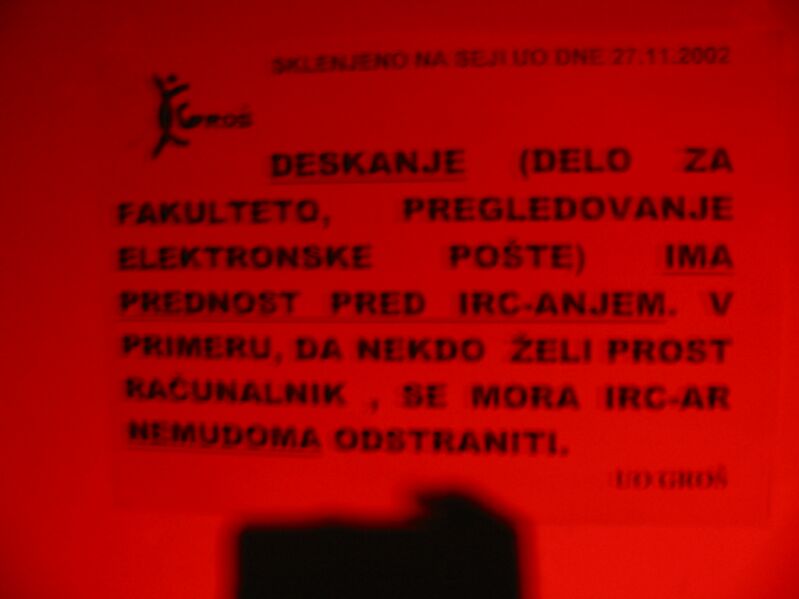 SKLENJENO NA SEJI UO DNE 27.11.2002
GROŠ
DESKANJE (DELO ZA
FAKULTETO, PREGLEDOVANJE
ELEKTRONSKE POŠTE) IMA
PREDNOST PRED IRC-ANJEM. V
PRIMERU, DA NEKDO ŽELI PROST
RAČUNALNIK , SE MORA IRC-AR
NEMUDOMA ODSTRANITI.
UO GROŠ